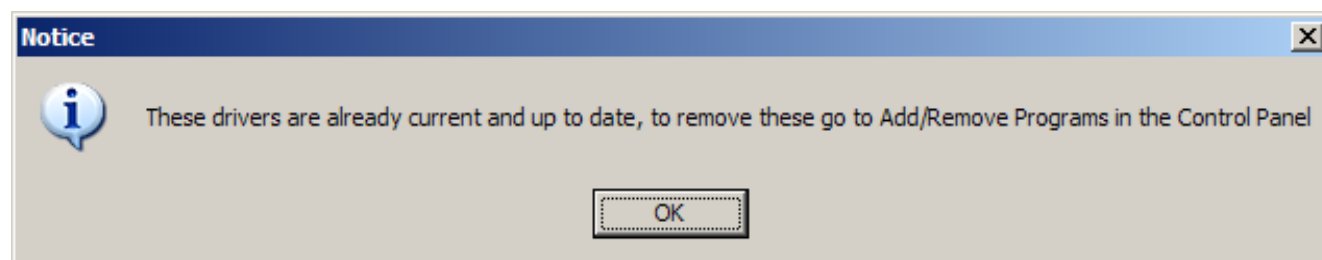 Notice
These drivers are already current and up to date, to remove these go to Add/Remove Programs in the Control Panel
OK